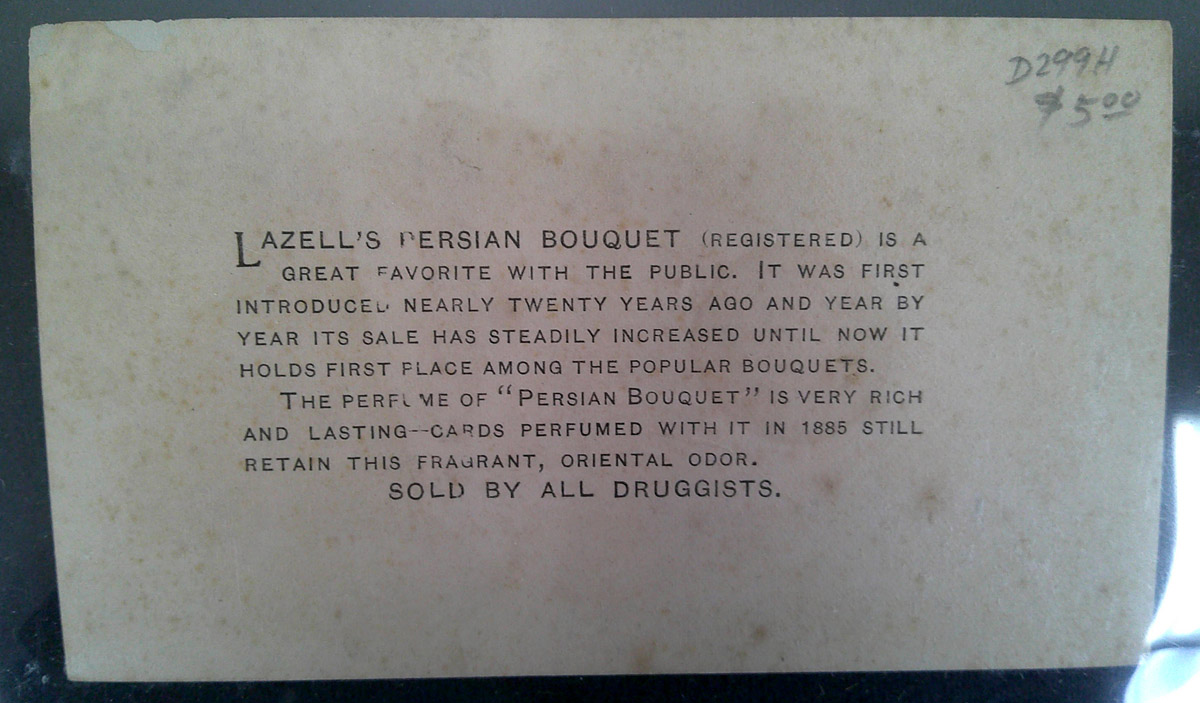 D299H
$5.00
LAZELL'S PERSIAN BOUQUET (REGISTERED) IS A
GREAT FAVORITE WITH THE PUBLIC. IT WAS FIRST
INTRODUCED NEARLY TWENTY YEARS AGO AND YEAR BY
YEAR ITS SALE HAS STEADILY INCREASED UNTIL NOW IT
HOLDS FIRST PLACE AMONG THE POPULAR BOUQUETS.
THE PERFUME OF "PERSIAN BOUQUET" IS VERY RICH
AND LASTING--CARDS PERFUMED WITH IT IN 1885 STILL
RETAIN THIS FRAGRANT, ORIENTAL ODOR.
SOLD BY ALL DRUGGISTS.